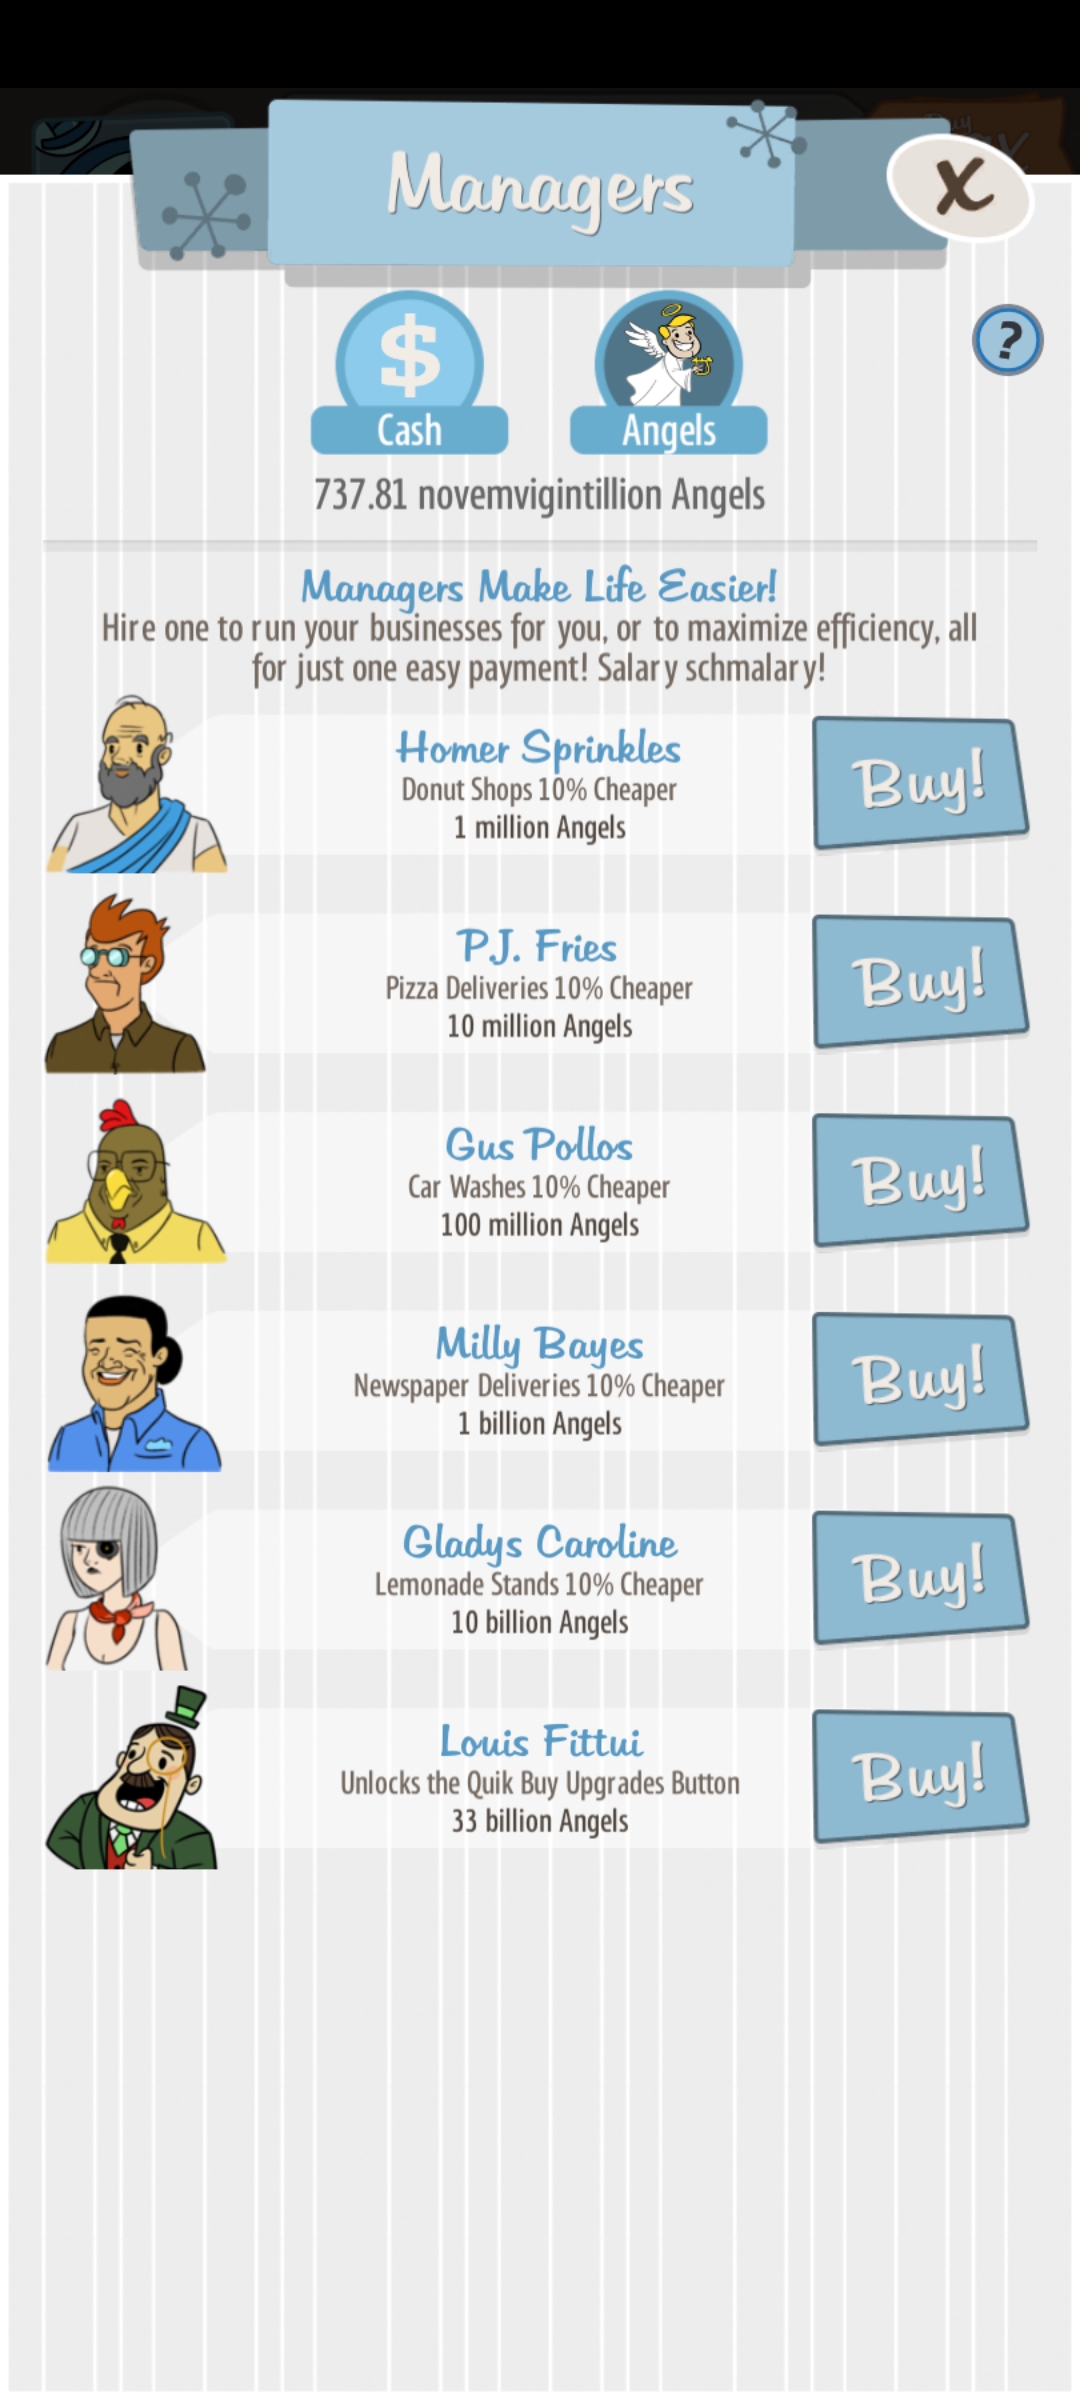 Buy
Managers
X
$
?
Cash
Angels
737.81 novemvigintillion Angels
Managers Make Life Easier!
Hire one to run your businesses for you, or to maximize efficiency, all
for just one easy payment! Salary schmalary!
Homer Sprinkles
Donut Shops 10% Cheaper
1 million Angels
Buy!
P.J. Fries
Pizza Deliveries 10% Cheaper
10 million Angels
Buy!
Gus Pollos
Car Washes 10% Cheaper
100 million Angels
Buy!
Milly Bayes
Newspaper Deliveries 10% Cheaper
1 billion Angels
Buy!
Gladys Caroline
Lemonade Stands 10% Cheaper
10 billion Angels
Buy!
Louis Fittui
Unlocks the Quik Buy Upgrades Button
33 billion Angels
Buy!